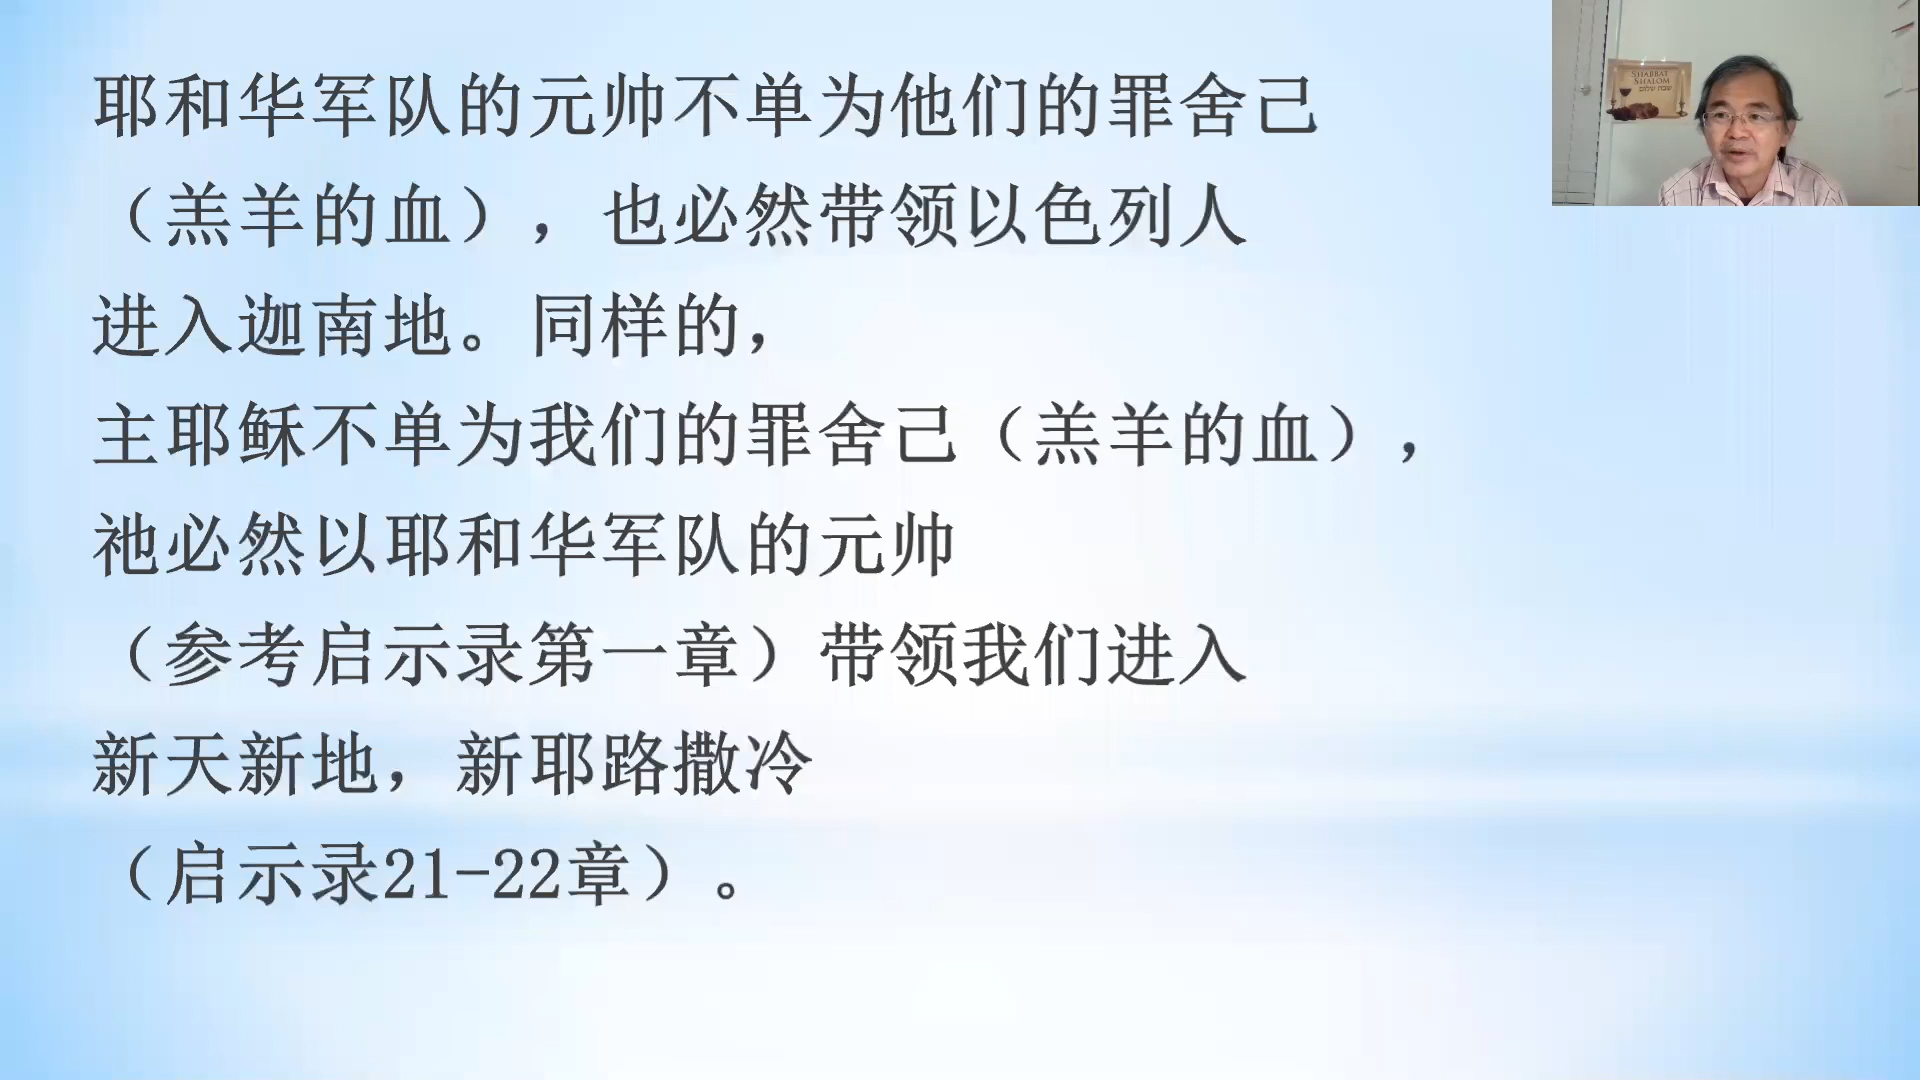 耶和华军队的元帅不单为他们的罪舍己
（羔羊的血），也必然带领以色列人
进入迦南地。同样的，
主耶稣不单为我们的罪舍己（羔羊的血），
祂必然以耶和华军队的元帅
（参考启示录第一章）带领我们进入
新天新地，新耶路撒冷
（启示录21-22章）。
SHABBAT
SHALOM
שבת שלום